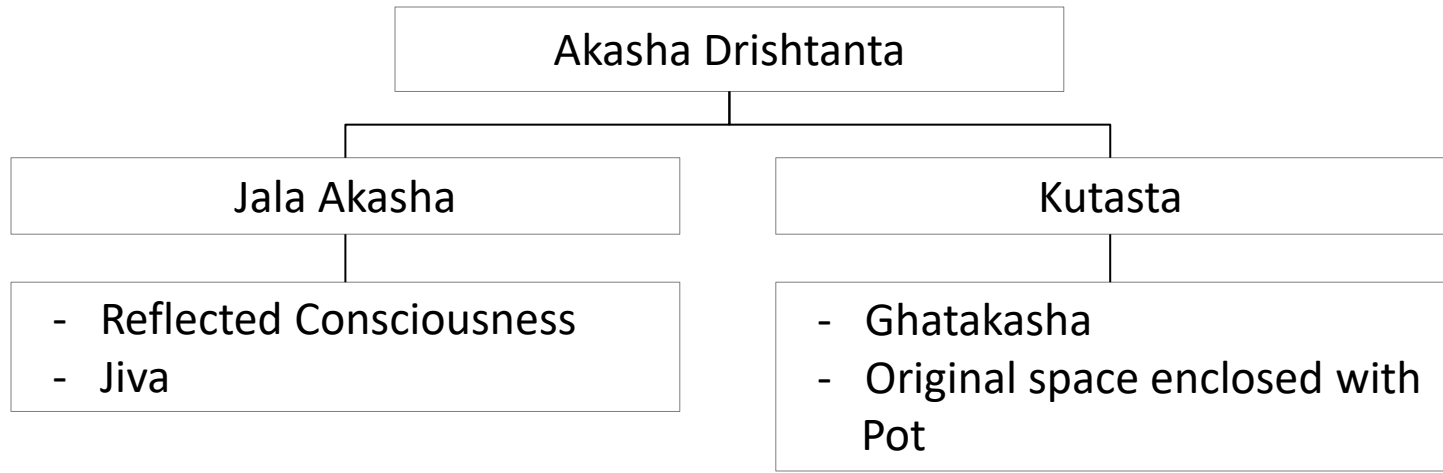 Akasha Drishtanta
Jala Akasha
Kutasta
- Reflected Consciousness
- Jiva
- Ghatakasha
- Original space enclosed with
Pot